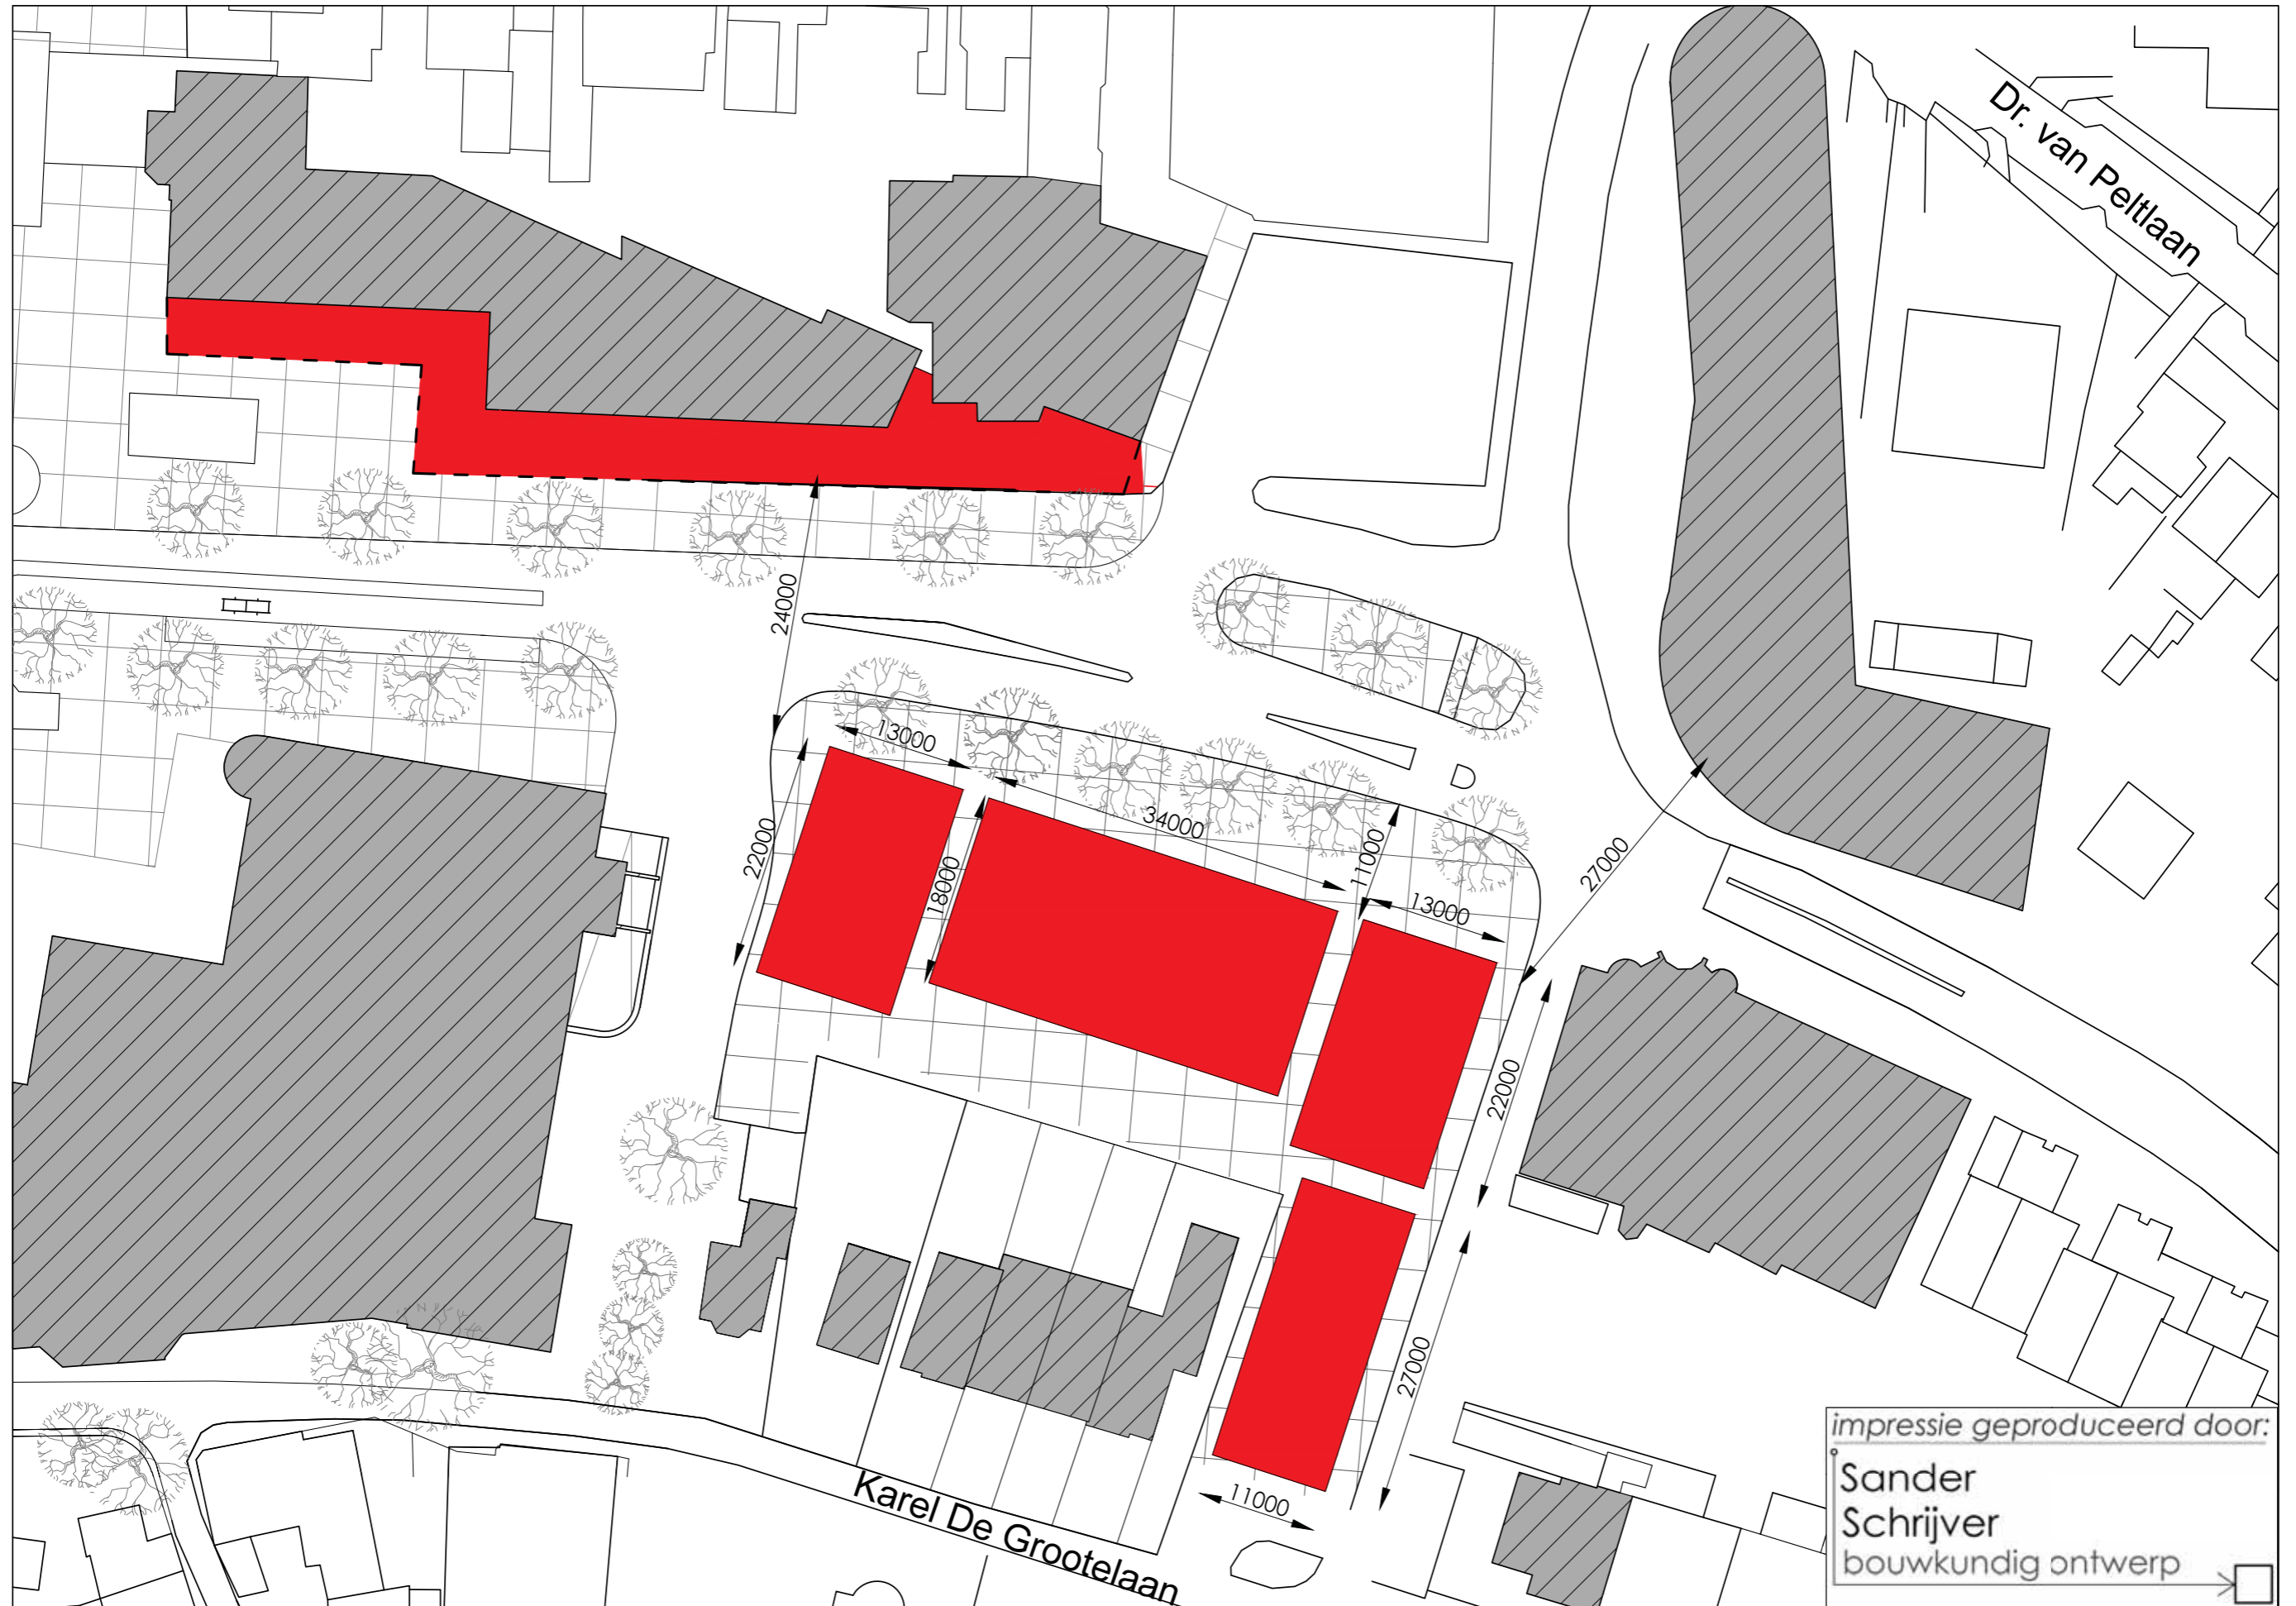 Dr. van Peltlaan
24000
13000
34000
22000
18000
11000
13000
27000
22000
27000
11000
Karel De Grootelaan
impressie geproduceerd door:
Sander
Schrijver
bouwkundig ontwerp